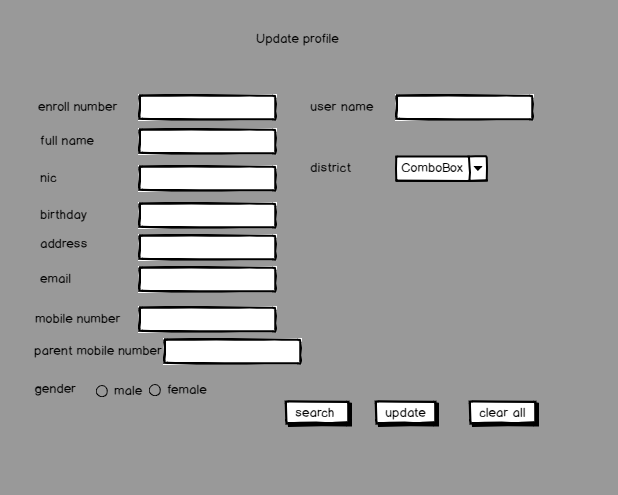 Update profile
enroll number
user name
full name
nic
district
ComboBox
birthday
address
email
mobile number
parent mobile number
gender
male
female
search
update
clear all